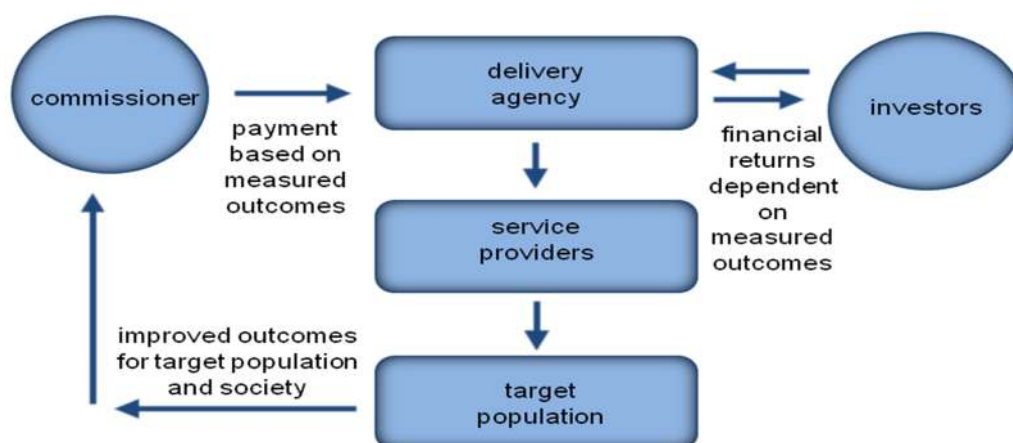 commissioner
payment
based on
measured
outcomes
delivery
agency
investors
financial
returns
dependent
on
measured
outcomes
service
providers
improved outcomes
for target population
and society
target
population